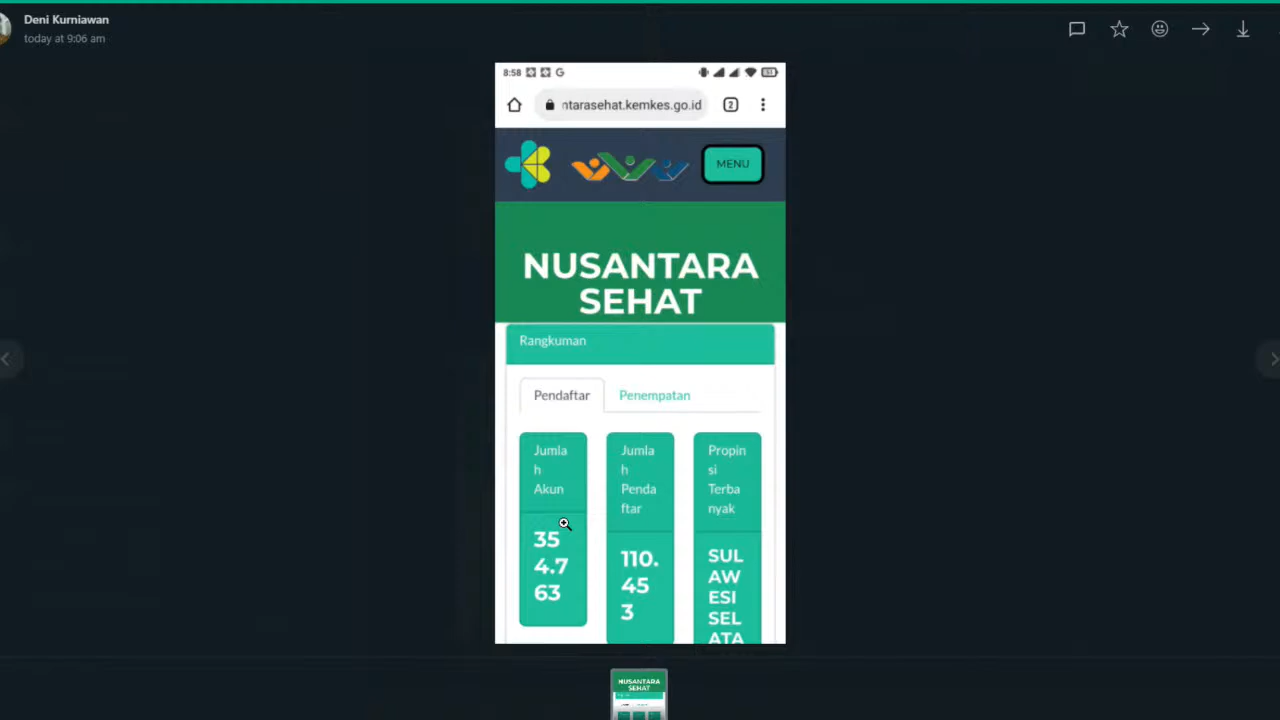 Deni Kurniawan
today at 9:06 am
8:58
51
ntarasehat.kemkes.go.id
2
MENU
NUSANTARA
SEHAT
Rangkuman
Pendaftar
Penempatan
Jumla
h
Akun
35
4.7
63
Jumla
h
Penda
ftar
110.
45
3
Propin
si
Terba
nyak
SUL
AW
ESI
SEL
ATA
NUSANTARA
SEHAT